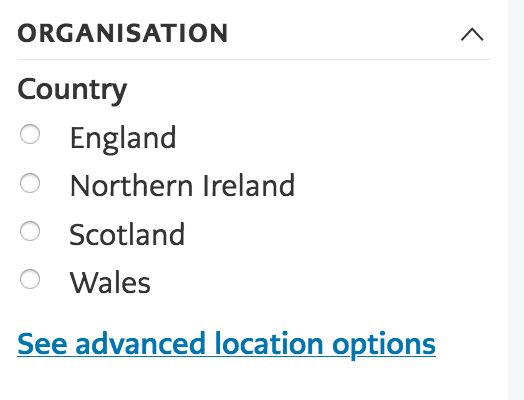 ORGANISATION
Country
England
Northern Ireland
Scotland
Wales
See advanced location options